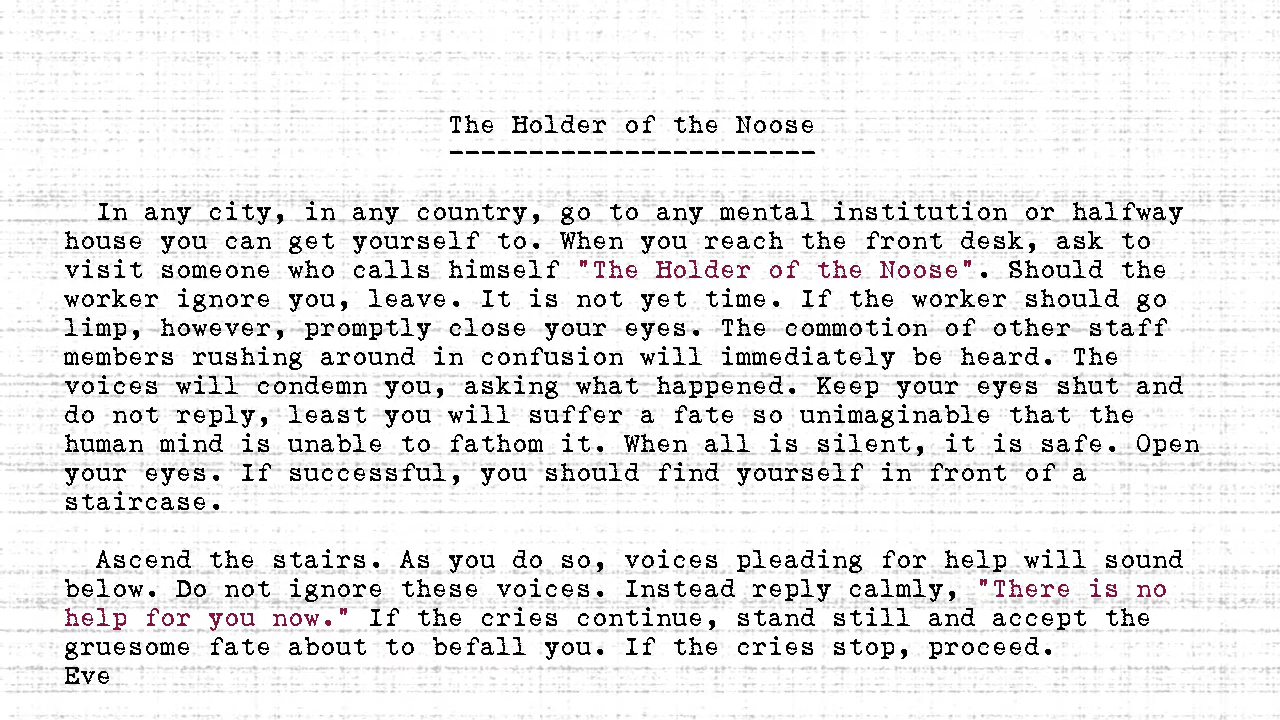 The Holder of the Noose
-----------------------
In any city, in any country, go to any mental institution or halfway
house you can get yourself to. When you reach the front desk, ask to
visit someone who calls himself "The Holder of the Noose". Should the
worker ignore you, leave. It is not yet time. If the worker should go
limp, however, promptly close your eyes. The commotion of other staff
members rushing around in confusion will immediately be heard. The
voices will condemn you, asking what happened. Keep your eyes shut and
do not reply, least you will suffer a fate so unimaginable that the
human mind is unable to fathom it. When all is silent, it is safe. Open
your eyes. If successful, you should find yourself in front of a
staircase.
Ascend the stairs. As you do so, voices pleading for help will sound
below. Do not ignore these voices. Instead reply calmly, "There is no
help for you now." If the cries continue, stand still and accept the
gruesome fate about to befall you. If the cries stop, proceed.
Eve